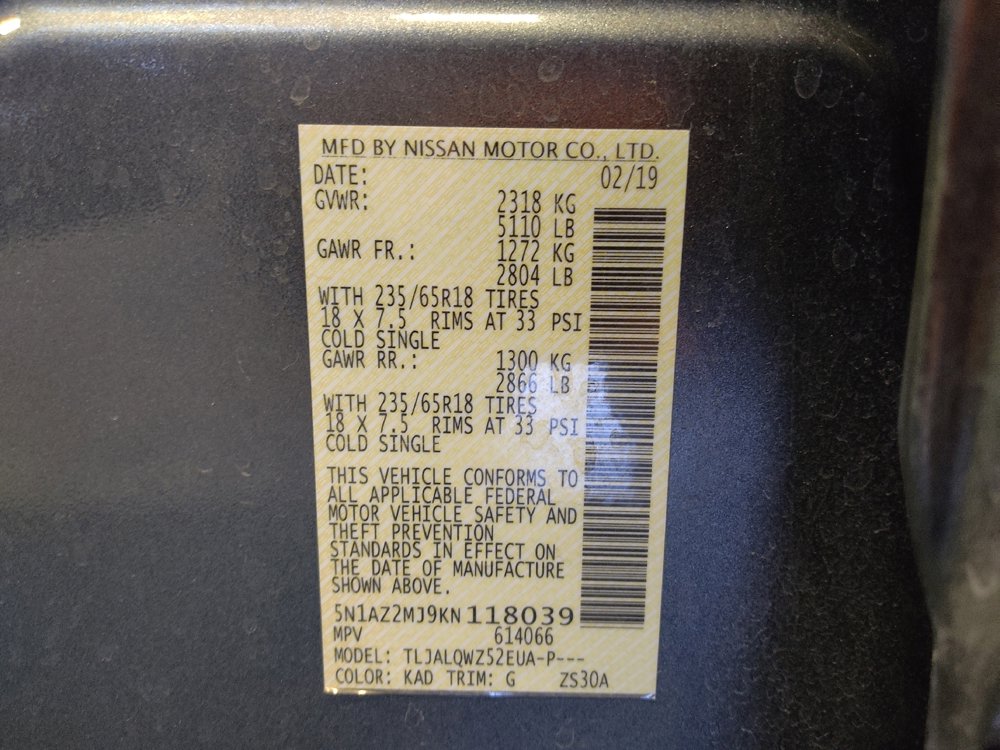 MFD BY NISSAN MOTOR CO., LTD.
DATE: 02/19
GVWR: 2318 KG
5110 LB
GAWR FR.: 1272 KG
2804 LB
WITH 235/65R18 TIRES
18 X 7.5 RIMS AT 33 PSI
COLD SINGLE
GAWR RR.: 1300 KG
2866 LB
WITH 235/65R18 TIRES
18 X 7.5 RIMS AT 33 PSI
COLD SINGLE
THIS VEHICLE CONFORMS TO
ALL APPLICABLE FEDERAL
MOTOR VEHICLE SAFETY AND
THEFT PREVENTION
STANDARDS IN EFFECT ON
THE DATE OF MANUFACTURE
SHOWN ABOVE.
5N1AZ2MJ9KN118039
MPV 614066
MODEL: TLJALQWZ52EUA-P---
COLOR: KAD TRIM: G ZS30A